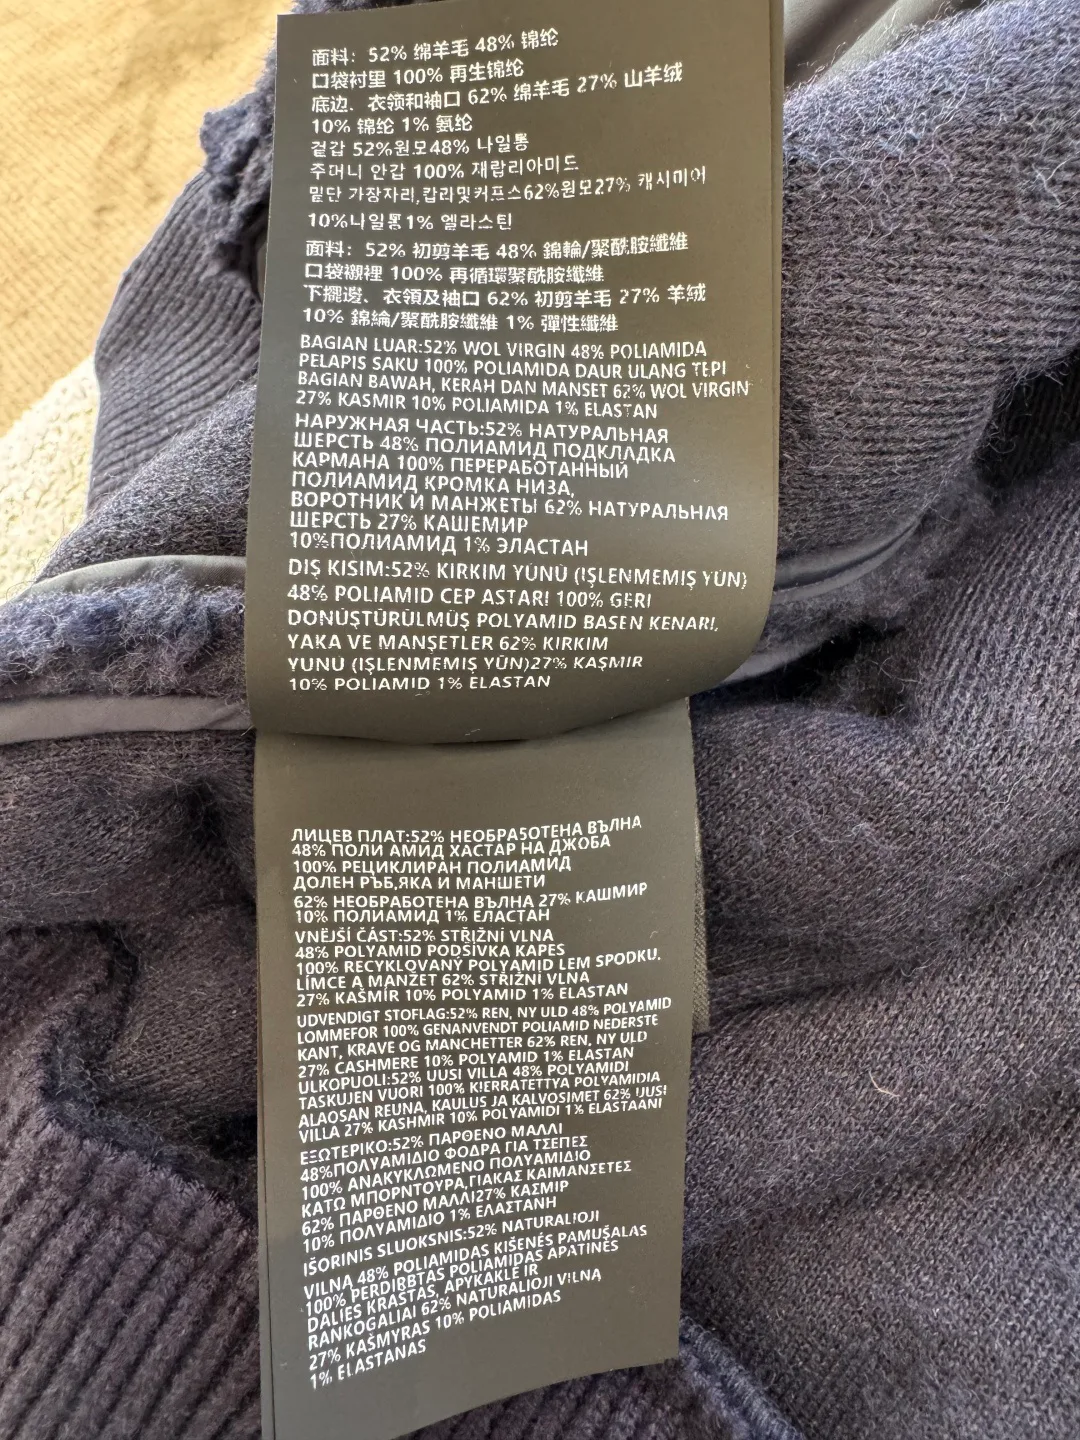 面料：52% 绵羊毛 48% 锦纶
口袋衬里 100% 再生锦纶
底边、衣领和袖口 62% 绵羊毛 27% 山羊绒
10% 锦纶 1% 氨纶
겉감 52%원모48% 나일롱
주머니 안감 100% 재랍리아미드
밑단 가장자리,칼리및커프스62%원모27% 캐시미어
10%나일롱1% 엘라스틴
面料：52% 初剪羊毛 48% 錦輪/聚酰胺纖維
口袋襯裡 100% 再循環聚酰胺纖維
下擺邊、衣領及袖口 62% 初剪羊毛 27% 羊绒
10% 錦綸/聚酰胺纖維 1% 彈性纖維
BAGIAN LUAR:52% WOL VIRGIN 48% POLIAMIDA
PELAPIS SAKU 100% POLIAMIDA DAUR ULANG TEPI
BAGIAN BAWAH, KERAH DAN MANSET 62% WOL VIRGIN
27% KASMIR 10% POLIAMIDA 1% ELASTAN
НАРУЖНАЯ ЧАСТЬ:52% НАТУРАЛЬНАЯ
ШЕРСТЬ 48% ПОЛИАМИД ПОДКЛАДКА
КАРМАНА 100% ПЕРЕРАБОТАННЫЙ
ПОЛИАМИД КРОМКА НИЗА,
ВОРОТНИК И МАНЖЕТЫ 62% НАТУРАЛЬНАЯ
ШЕРСТЬ 27% КАШЕМИР
10%ПОЛИАМИД 1% ЭЛАСТАН
DIŞ KISIM:52% KIRKIM YÜNÜ (IŞLENMEMIŞ YÜN)
48% POLIAMID CEP ASTARI 100% GERI
DONÜŞTÜRÜLMÜŞ POLYAMID BASEN KENARI,
YAKA VE MANŞETLER 62% KIRKIM
YUNU (IŞLENMEMIŞ YÜN)27% KAŞMIR
10% POLIAMID 1% ELASTAN
ЛИЦЕВ ПЛАТ:52% НЕОБРА5ОТЕНА ВЪЛНА
48% ПОЛИ АМИД ХАСТАР НА ДЖОБА
100% РЕЦИКЛИРАН ПОЛИАМИД
ДОЛЕН РЪБ,ЯКА И МАНШЕТИ
62% НЕОБРАБОТЕНА ВЪЛНА 27% КАШМИР
10% ПОЛИАМИД 1% ЕЛАСТАН
VNĚJŠÍ ČÁST:52% STŘIŽNÍ VLNA
48% POLYAMID PODŠÍVKA KAPES
100% RECYKLOVANÝ POLYAMID LEM SPODKU.
LÍMCE A MANŽET 62% STŘIŽNÍ VLNA
27% KAŠMÍR 10% POLYAMID 1% ELASTAN
UDVENDIGT STOFLAG:52% REN, NY ULD 48% POLYAMID
LOMMEFOR 100% GENANVENDT POLIAMID NEDERSTE
KANT, KRAVE OG MANCHETTER 62% REN, NY ULD
27% CASHMERE 10% POLYAMID 1% ELASTAN
ULKOPUOLI:52% UUSI VILLA 48% POLYAMIDI
TASKUJEN VUORI 100% KIERRATETTYA POLYAMIDIA
ALAOSAN REUNA, KAULUS JA KALVOSIMET 62% UUSI
VILLA 27% KASHMIR 10% POLYAMIDI 1% ELASTAANI
ΕΞΩΤΕΡΙΚΟ:52% ΠΑΡΘΕΝΟ ΜΑΛΛΙ
48%ΠΟΛΥΑΜΙΔΙΟ ΦΟΔΡΑ ΓΙΑ ΤΣΕΠΕΣ
100% ΑΝΑΚΥΚΛΩΜΕΝΟ ΠΟΛΥΑΜΙΔΙΟ
ΚΑΤΩ ΜΠΟΡΝΤΟΥΡΑ,ΓΙΑΚΑΣ ΚΑΙΜΑΝΣΕΤΕΣ
62% ΠΑΡΘΕΝΟ ΜΑΛΛΙ27% ΚΑΣΜΙΡ
10% ΠΟΛΥΑΜΙΔΙΟ 1% ΕΛΑΣΤΑΝΗ
IŠORINIS SLUOKSNIS:52% NATURALIOJI
VILNA 48% POLIAMIDAS KIŠENĖS PAMUŠALAS
100% PERDIRBTAS POLIAMIDAS APATINĖS
DALIES KRAŠTAS, APYKAKLĖ IR
RANKOGALIAI 62% NATURALIOJI VILNĄ
27% KAŠMYRAS 10% POLIAMIDAS
1% ELASTANAS